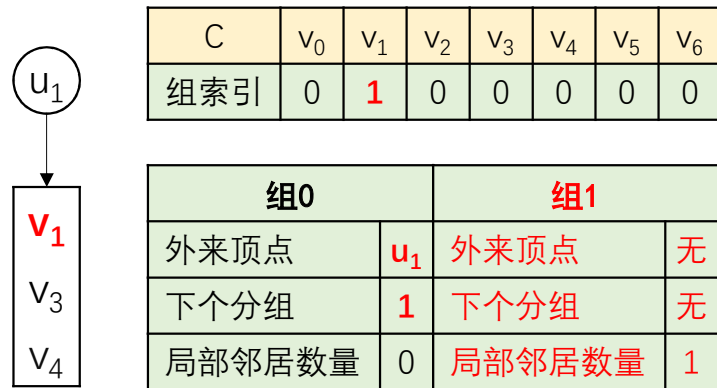 u₁
v₁
v₃
v₄
C v₀ v₁ v₂ v₃ v₄ v₅ v₆
组索引 0 1 0 0 0 0 0
组0 组1
外来顶点 u₁ 外来顶点 无
下个分组 1 下个分组 无
局部邻居数量 0 局部邻居数量 1